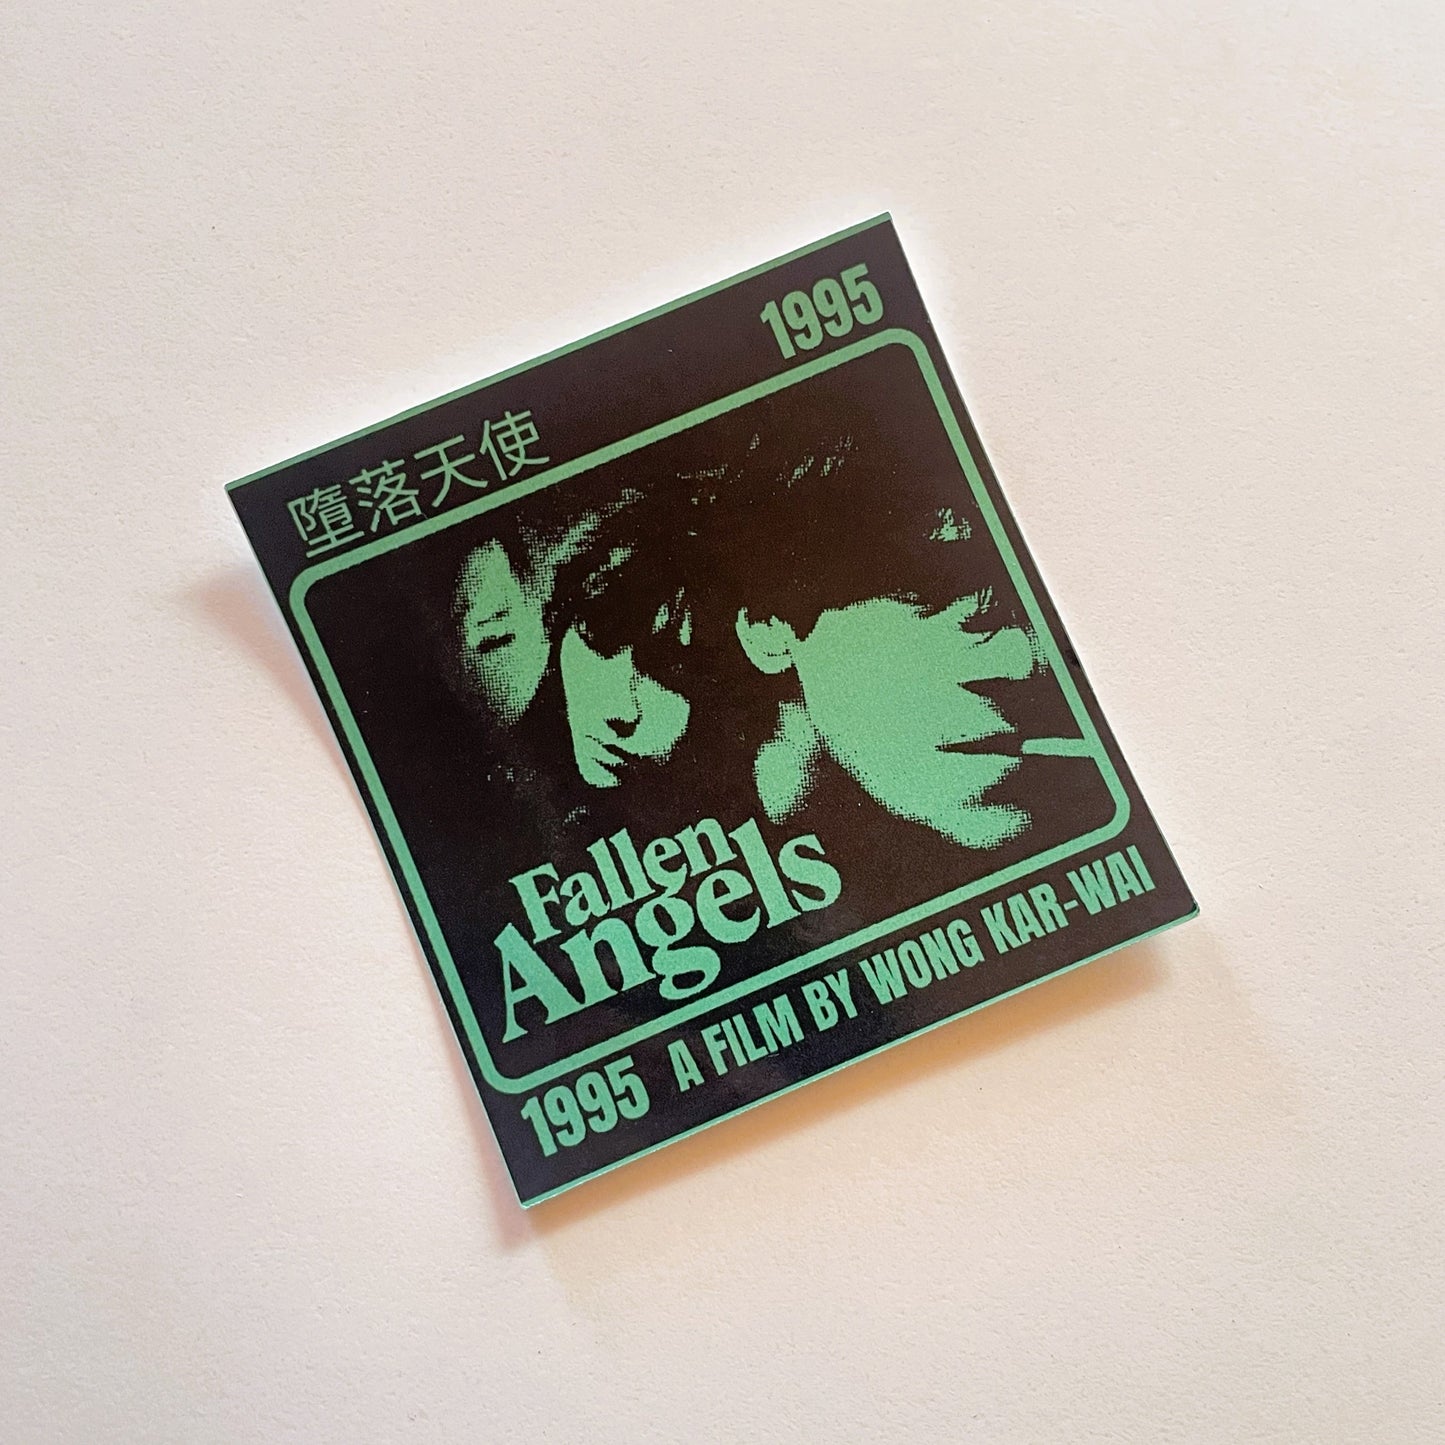 1995
墮落天使
Fallen
Angels
1995 A FILM BY WONG KAR-WAI